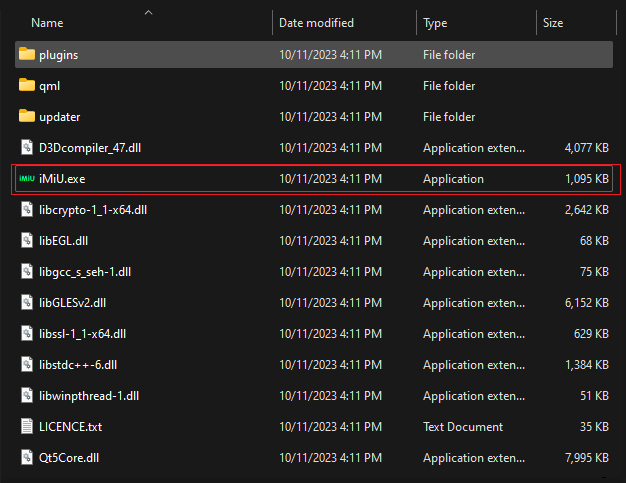 Name Date modified Type Size
plugins 10/11/2023 4:11 PM File folder
qml 10/11/2023 4:11 PM File folder
updater 10/11/2023 4:11 PM File folder
D3Dcompiler_47.dll 10/11/2023 4:11 PM Application exten... 4,077 KB
iMiU iMiU.exe 10/11/2023 4:11 PM Application 1,095 KB
libcrypto-1_1-x64.dll 10/11/2023 4:11 PM Application exten... 2,642 KB
libEGL.dll 10/11/2023 4:11 PM Application exten... 68 KB
libgcc_s_seh-1.dll 10/11/2023 4:11 PM Application exten... 75 KB
libGLESv2.dll 10/11/2023 4:11 PM Application exten... 6,152 KB
libssl-1_1-x64.dll 10/11/2023 4:11 PM Application exten... 629 KB
libstdc++-6.dll 10/11/2023 4:11 PM Application exten... 1,384 KB
libwinpthread-1.dll 10/11/2023 4:11 PM Application exten... 51 KB
LICENCE.txt 10/11/2023 4:11 PM Text Document 35 KB
Qt5Core.dll 10/11/2023 4:11 PM Application exten... 7,995 KB